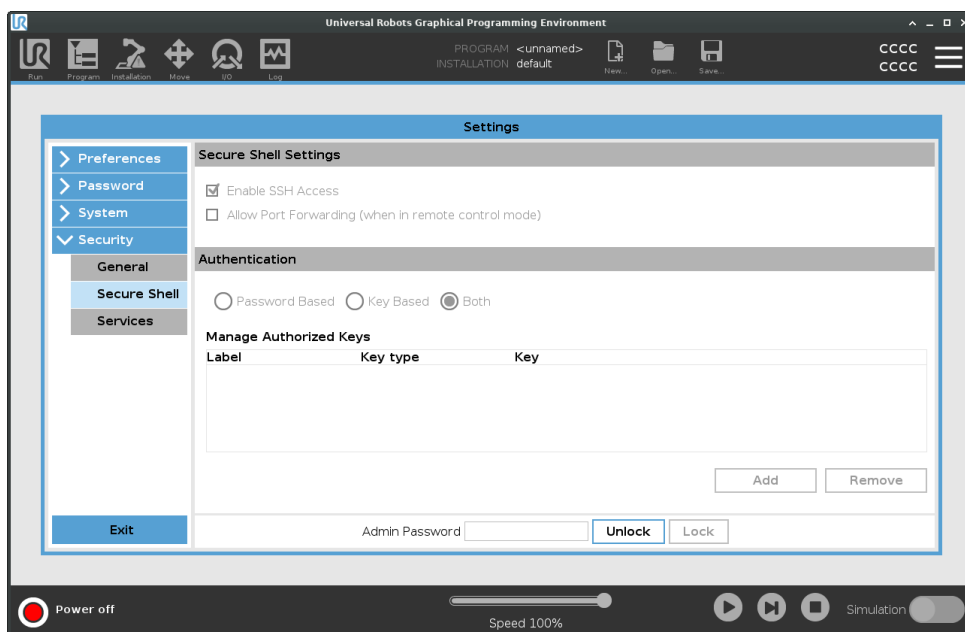 UR
Universal Robots Graphical Programming Environment
UR
Run
Program
Installation
Move
I/O
Log
PROGRAM <unnamed>
INSTALLATION default
New...
Open...
Save...
CCCC
CCCC
Settings
Preferences
Password
System
Security
General
Secure Shell
Services
Exit
Secure Shell Settings
Enable SSH Access
Allow Port Forwarding (when in remote control mode)
Authentication
Password Based Key Based Both
Manage Authorized Keys
Label Key type Key
Add Remove
Admin Password Unlock Lock
Power off
Speed 100%
Simulation